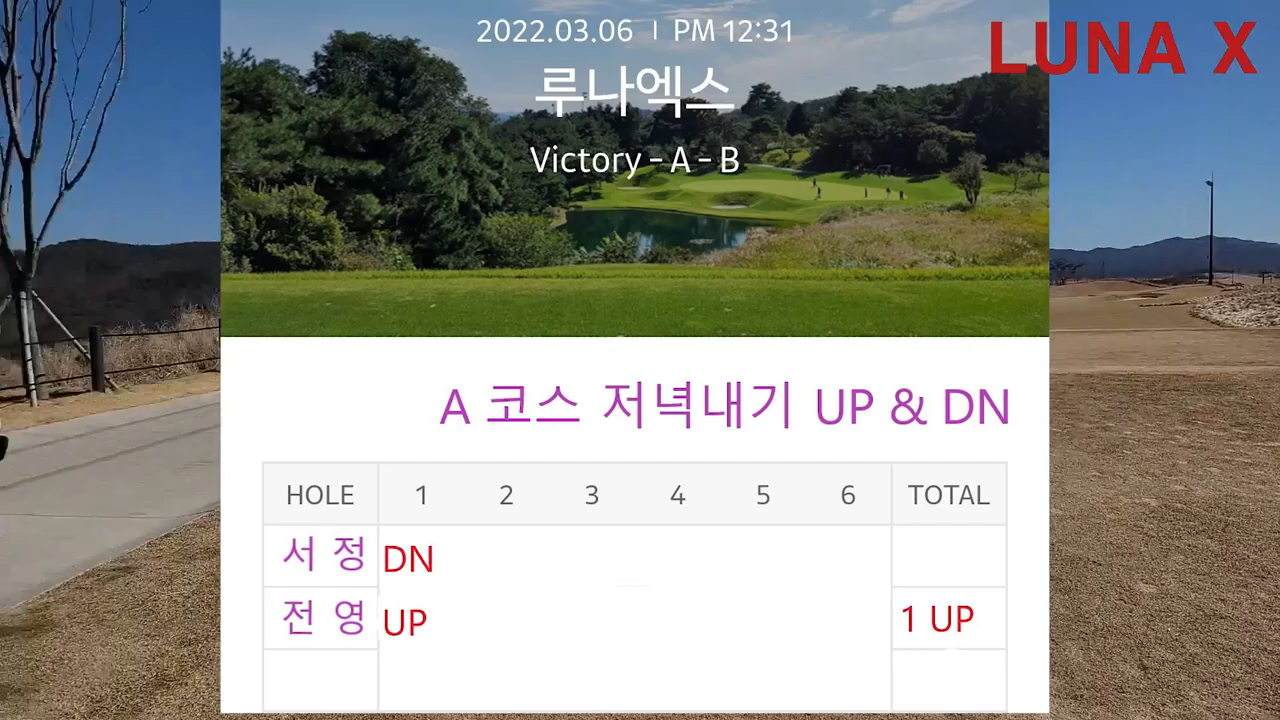 2022.03.06 | PM 12:31
LUNA X
루나엑스
Victory - A - B
A 코스 저녁내기 UP & DN
HOLE 1 2 3 4 5 6 TOTAL
서 정 DN
전 영 UP 1 UP